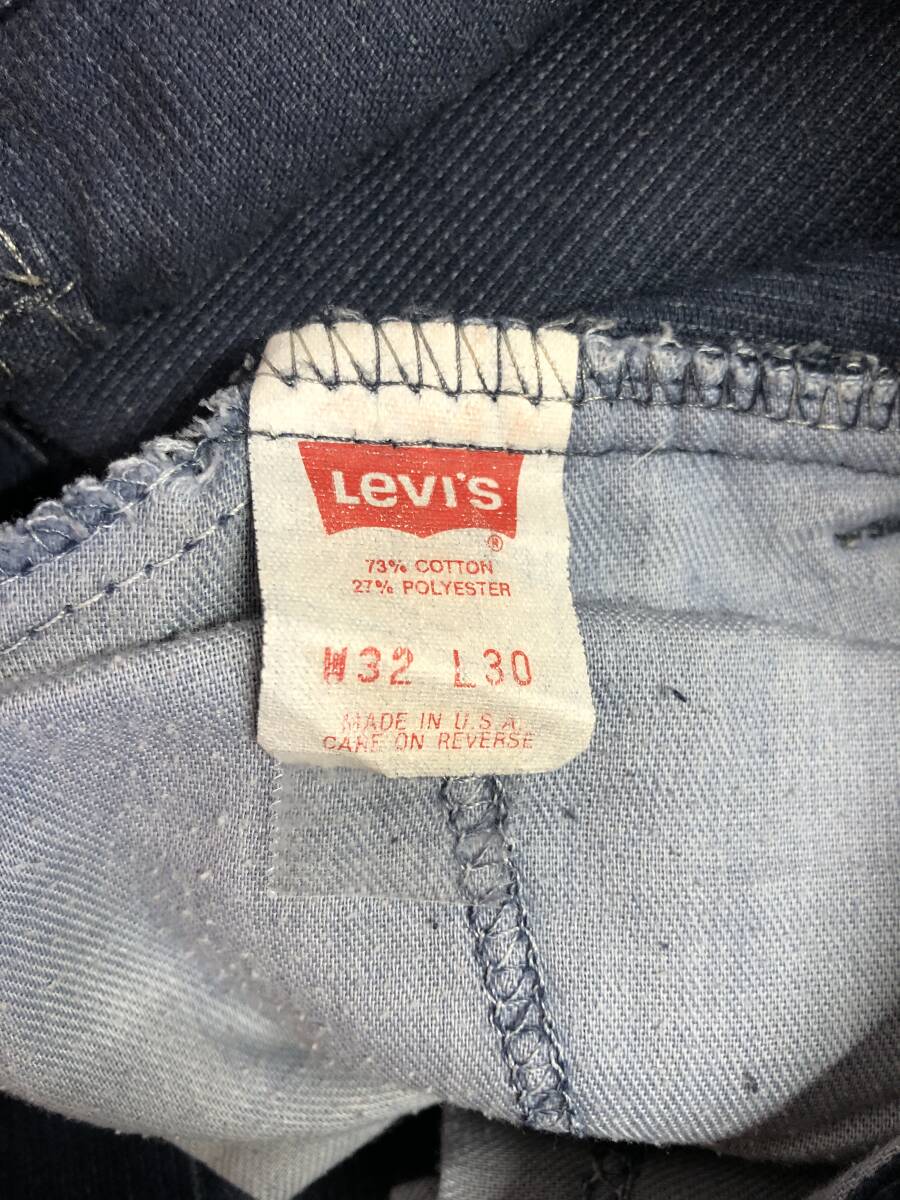 Levi's
®
73% COTTON
27% POLYESTER
W32 L30
MADE IN U.S.A.
CARE ON REVERSE